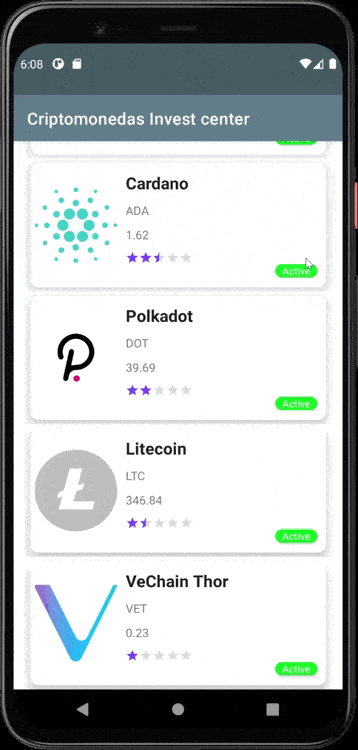 6:08
Criptomonedas Invest center
Cardano
ADA
1.62
Active
Polkadot
DOT
39.69
Active
Litecoin
LTC
346.84
Active
VeChain Thor
VET
0.23
Active